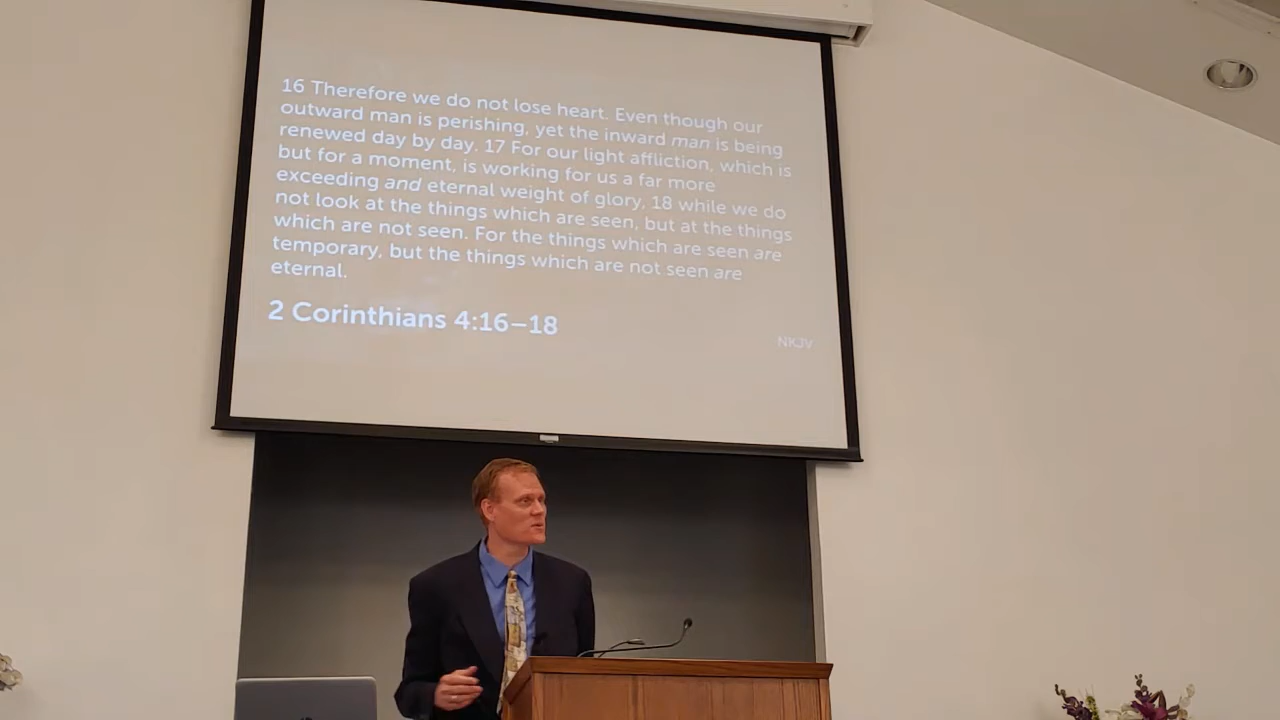 16 Therefore we do not lose heart. Even though our
outward man is perishing, yet the inward man is being
renewed day by day. 17 For our light affliction, which is
but for a moment, is working for us a far more
exceeding and eternal weight of glory, 18 while we do
not look at the things which are seen, but at the things
which are not seen. For the things which are seen are
temporary, but the things which are not seen are
eternal.
2 Corinthians 4:16–18
NKJV